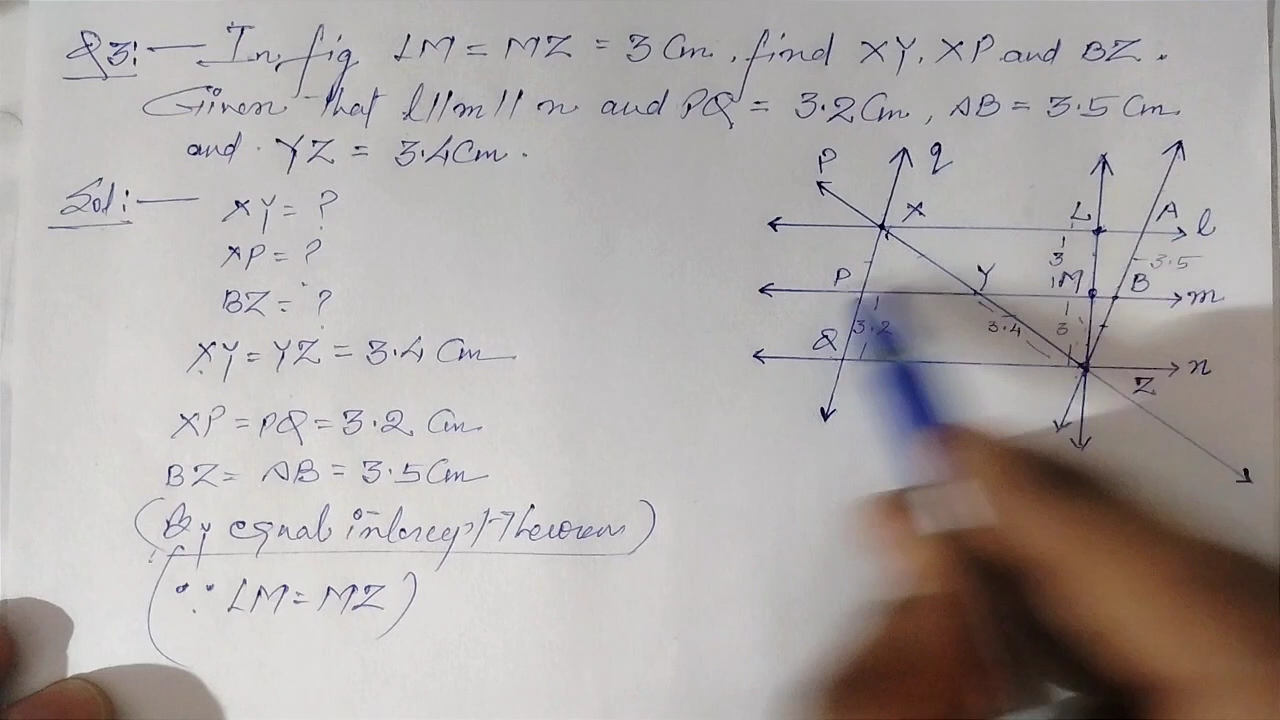 Q3:— In fig LM = MZ = 3 Cm, find XY, XP and BZ.
Given that l||m||n and PQ = 3.2 Cm, AB = 3.5 Cm
and YZ = 3.4 Cm.
Sol:— XY = ?
XP = ?
BZ = ?
XY = YZ = 3.4 Cm
XP = PQ = 3.2 Cm
BZ = AB = 3.5 Cm
(By equal intercept Theorem)
(∵ LM = MZ)
P q
X L A l
3 3.5
P Y M B m
3.2 3.4 3
Q Z n